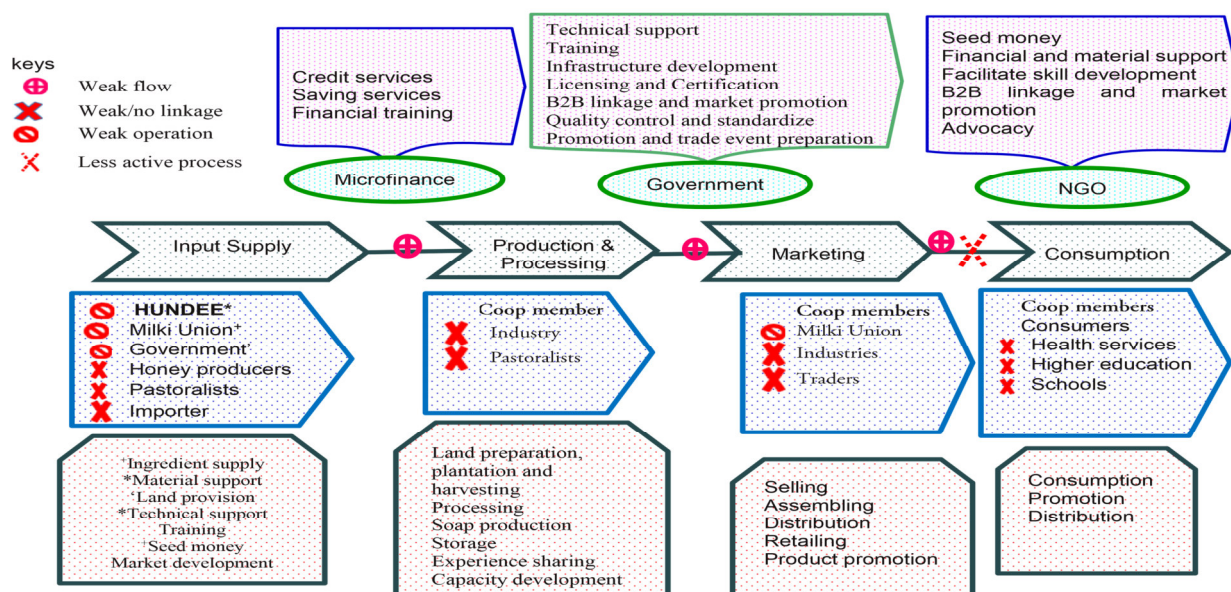 keys
Weak flow
Weak/no linkage
Weak operation
Less active process
Credit services
Saving services
Financial training
Microfinance
Technical support
Training
Infrastructure development
Licensing and Certification
B2B linkage and market promotion
Quality control and standardize
Promotion and trade event preparation
Government
Seed money
Financial and material support
Facilitate skill development
B2B linkage and market
promotion
Advocacy
NGO
Input Supply
Production &
Processing
Marketing
Consumption
HUNDEE*
Milki Union⁺
Government'
Honey producers
Pastoralists
Importer
Coop member
Industry
Pastoralists
Coop members
Milki Union
Industries
Traders
Coop members
Consumers
Health services
Higher education
Schools
⁺Ingredient supply
*Material support
'Land provision
*Technical support
Training
⁺Seed money
Market development
Land preparation,
plantation and
harvesting
Processing
Soap production
Storage
Experience sharing
Capacity development
Selling
Assembling
Distribution
Retailing
Product promotion
Consumption
Promotion
Distribution